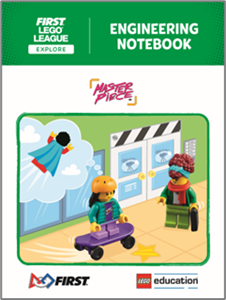 FIRST
LEGO
LEAGUE
EXPLORE
ENGINEERING
NOTEBOOK
MASTER
PIECE
FIRST
LEGO education